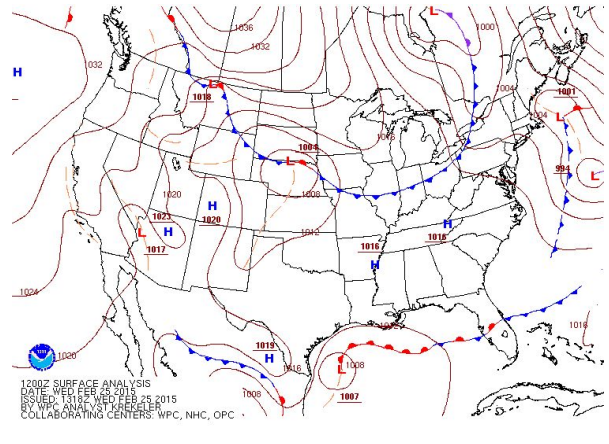 1036
1032
L
1000
H
1032
L
1018
1004
1001
1004
L
1016
1004
L
1008
994
L
1020
1023
H
1020
L
H
1017
1012
1016
H
1016
H
1024
1019
H
1016
1020
1016
1008
L
1008
1007
1200Z SURFACE ANALYSIS
DATE: WED FEB 25 2015
ISSUED: 1318Z WED FEB 25 2015
BY WPC ANALYST KREKELER
COLLABORATING CENTERS: WPC, NHC, OPC